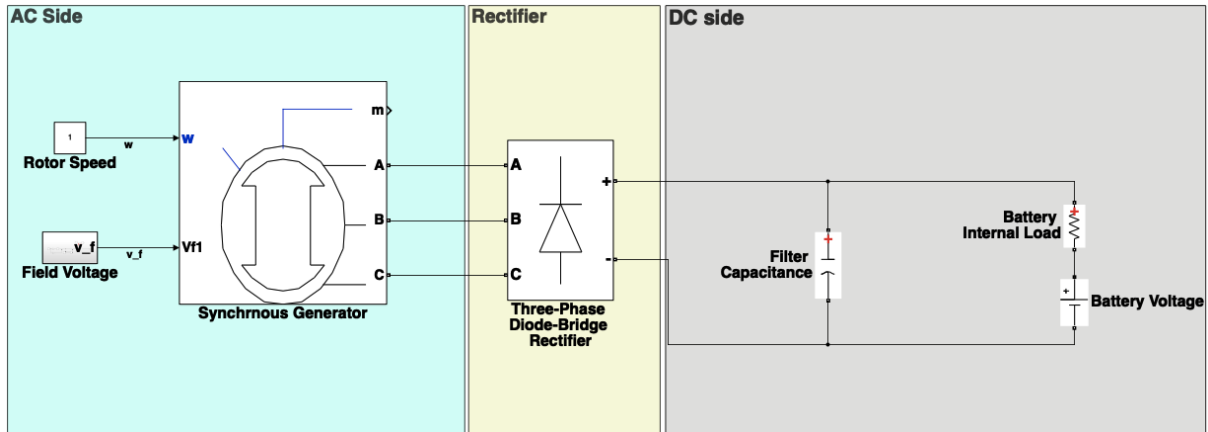 AC Side
Rectifier
DC side
m
1
w
w
Rotor Speed
A
A
+
B
B
v_f
v_f
Vf1
Field Voltage
-
C
C
Synchrnous Generator
Three-Phase
Diode-Bridge
Rectifier
+
Filter
Capacitance
+
Battery
Internal Load
+
Battery Voltage